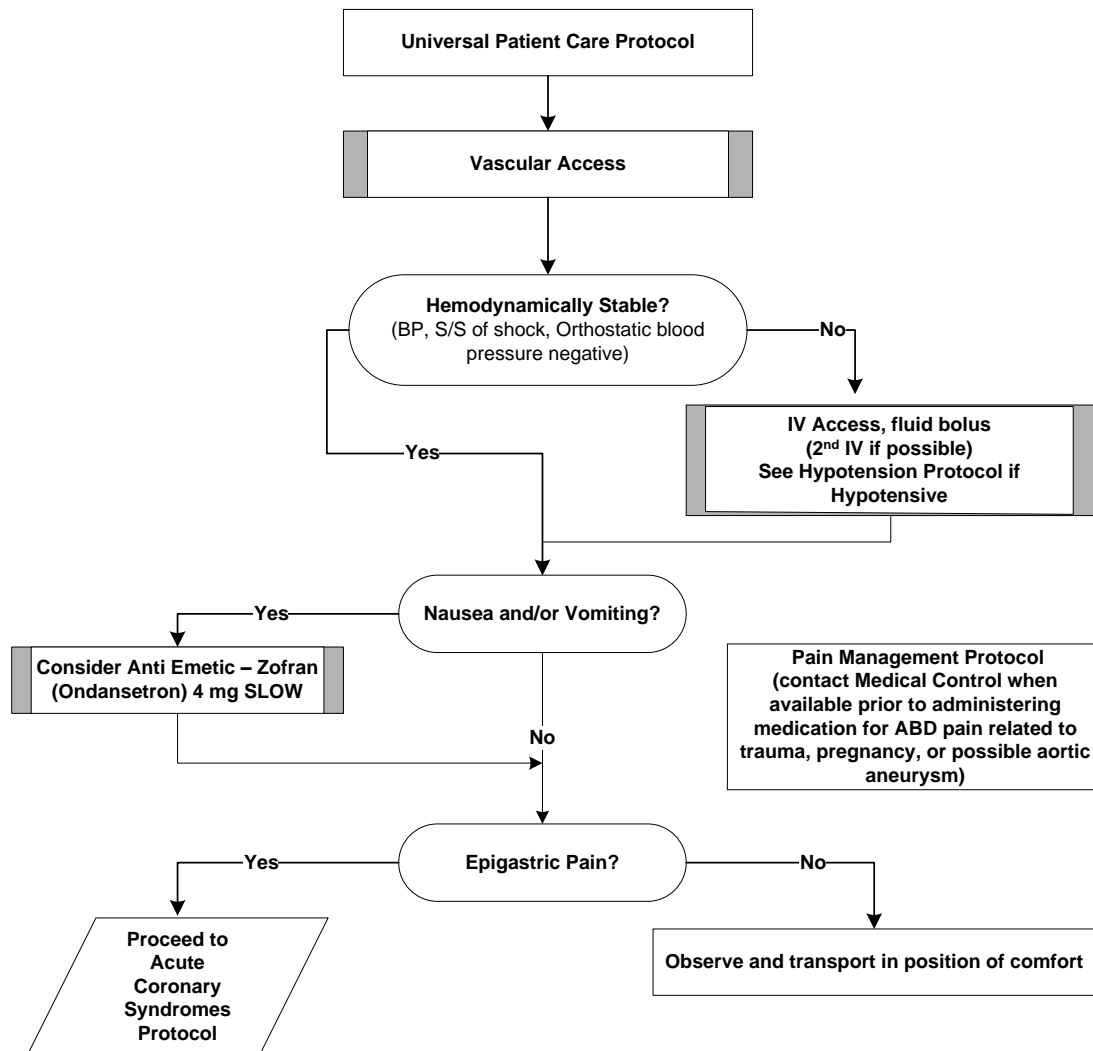 Universal Patient Care Protocol
Vascular Access
Hemodynamically Stable?
(BP, S/S of shock, Orthostatic blood
pressure negative)
No
IV Access, fluid bolus
(2nd IV if possible)
See Hypotension Protocol if
Hypotensive
Yes
Nausea and/or Vomiting?
Yes
Consider Anti Emetic – Zofran
(Ondansetron) 4 mg SLOW
No
Pain Management Protocol
(contact Medical Control when
available prior to administering
medication for ABD pain related to
trauma, pregnancy, or possible aortic
aneurysm)
Epigastric Pain?
Yes
No
Proceed to
Acute
Coronary
Syndromes
Protocol
Observe and transport in position of comfort